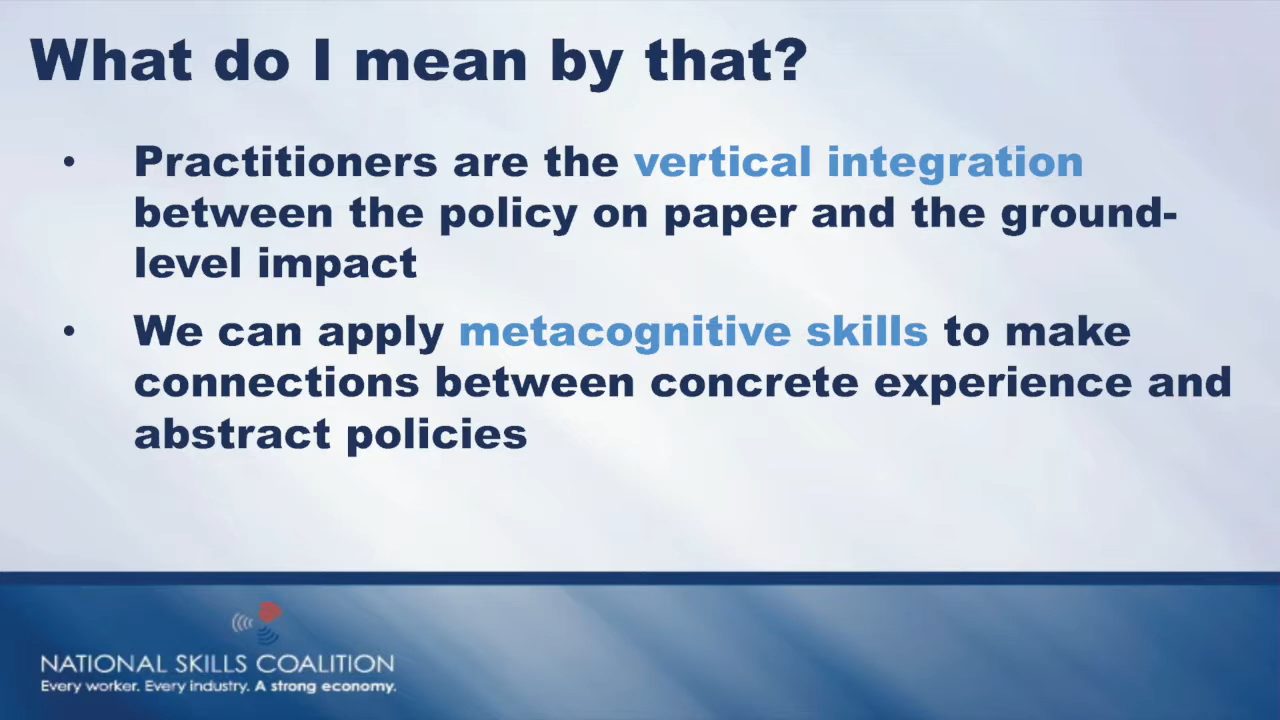 What do I mean by that?
• Practitioners are the vertical integration
between the policy on paper and the ground-
level impact
• We can apply metacognitive skills to make
connections between concrete experience and
abstract policies
NATIONAL SKILLS COALITION
Every worker. Every industry. A strong economy.